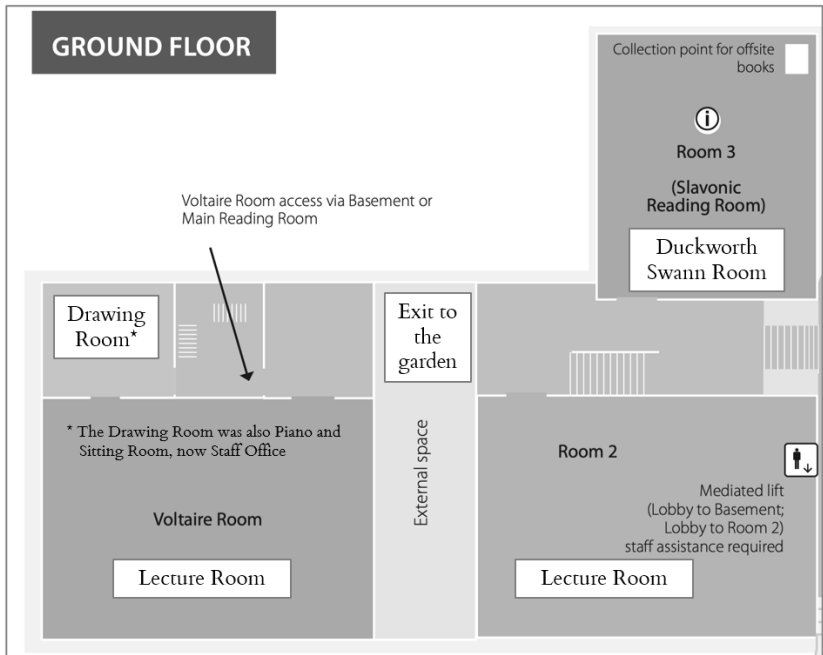 GROUND FLOOR
Collection point for offsite
books
i
Room 3
(Slavonic
Reading Room)
Duckworth
Swann Room
Voltaire Room access via Basement or
Main Reading Room
Drawing
Room*
Exit to
the
garden
* The Drawing Room was also Piano and
Sitting Room, now Staff Office
Voltaire Room
Lecture Room
External space
Room 2
Mediated lift
(Lobby to Basement;
Lobby to Room 2)
staff assistance required
Lecture Room